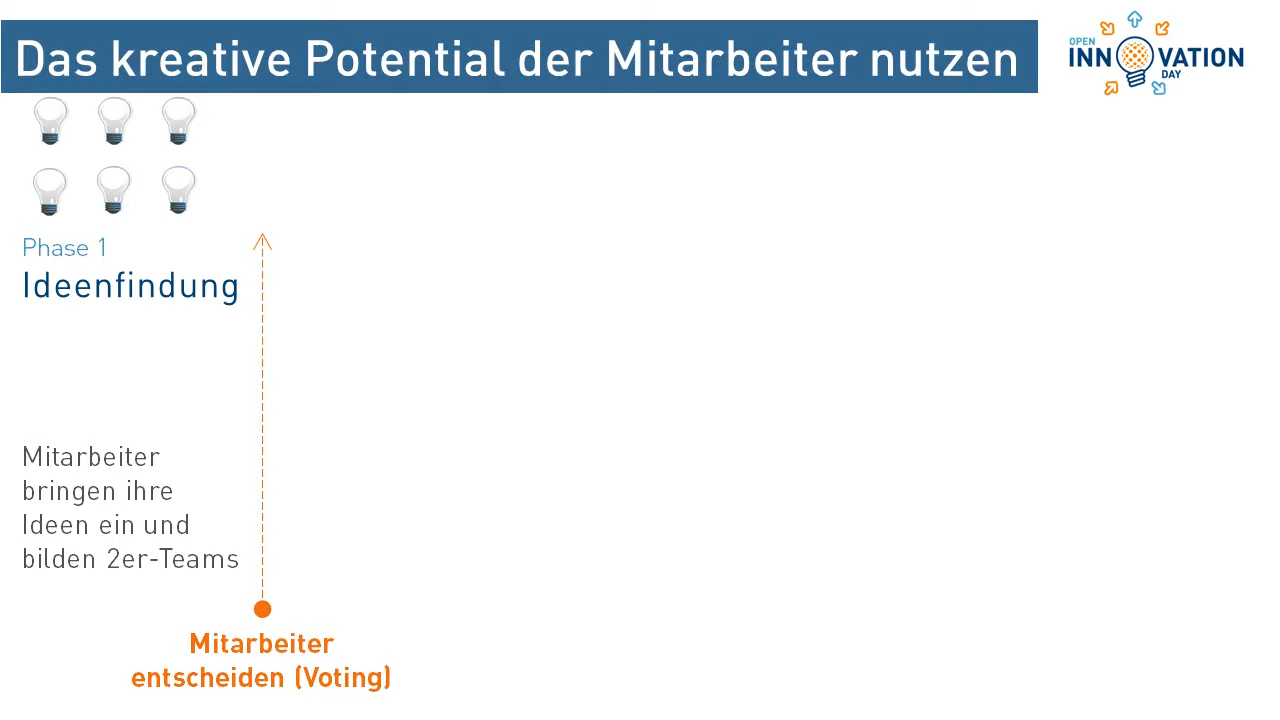 Das kreative Potential der Mitarbeiter nutzen
OPEN
INNOVATION
DAY
Phase 1
Ideenfindung
Mitarbeiter
bringen ihre
Ideen ein und
bilden 2er-Teams
Mitarbeiter
entscheiden (Voting)